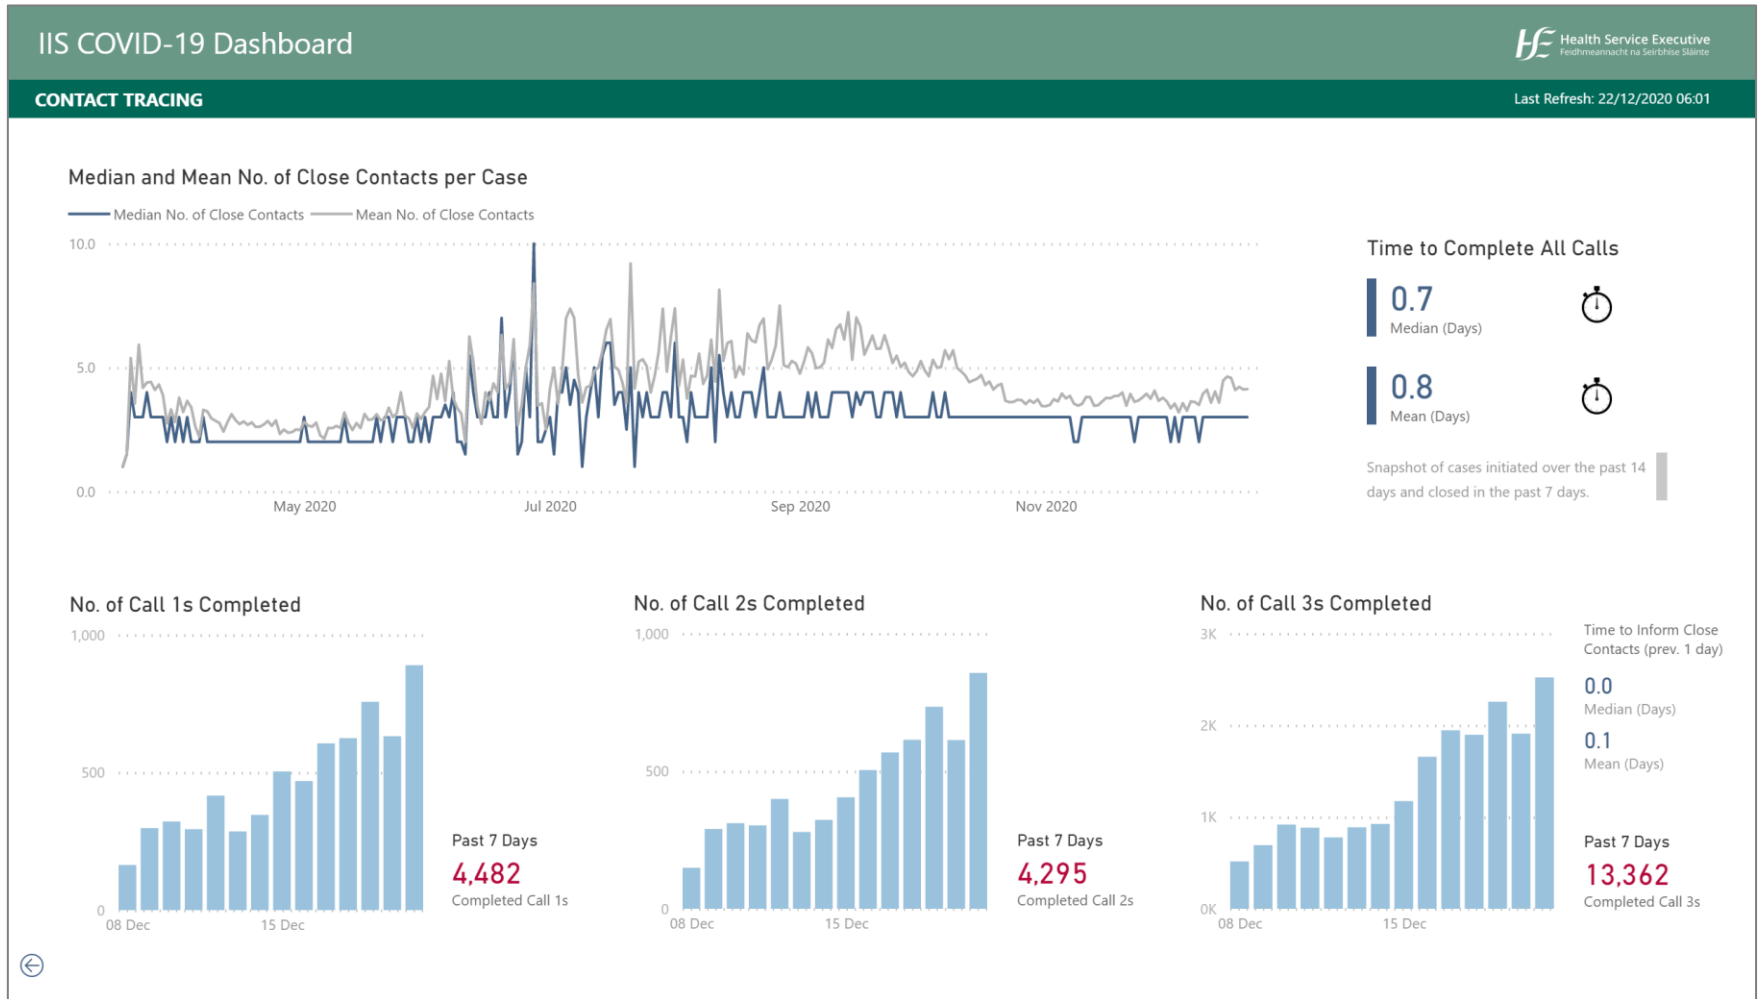 IIS COVID-19 Dashboard
Health Service Executive
Feidhmeannacht na Seirbhíse Sláinte
CONTACT TRACING
Last Refresh: 22/12/2020 06:01
Median and Mean No. of Close Contacts per Case
Median No. of Close Contacts
Mean No. of Close Contacts
10.0
5.0
0.0
May 2020
Jul 2020
Sep 2020
Nov 2020
Time to Complete All Calls
0.7
Median (Days)
0.8
Mean (Days)
Snapshot of cases initiated over the past 14
days and closed in the past 7 days.
No. of Call 1s Completed
1,000
500
0
08 Dec
15 Dec
Past 7 Days
4,482
Completed Call 1s
No. of Call 2s Completed
1,000
500
0
08 Dec
15 Dec
Past 7 Days
4,295
Completed Call 2s
No. of Call 3s Completed
3K
2K
1K
0K
08 Dec
15 Dec
Time to Inform Close
Contacts (prev. 1 day)
0.0
Median (Days)
0.1
Mean (Days)
Past 7 Days
13,362
Completed Call 3s